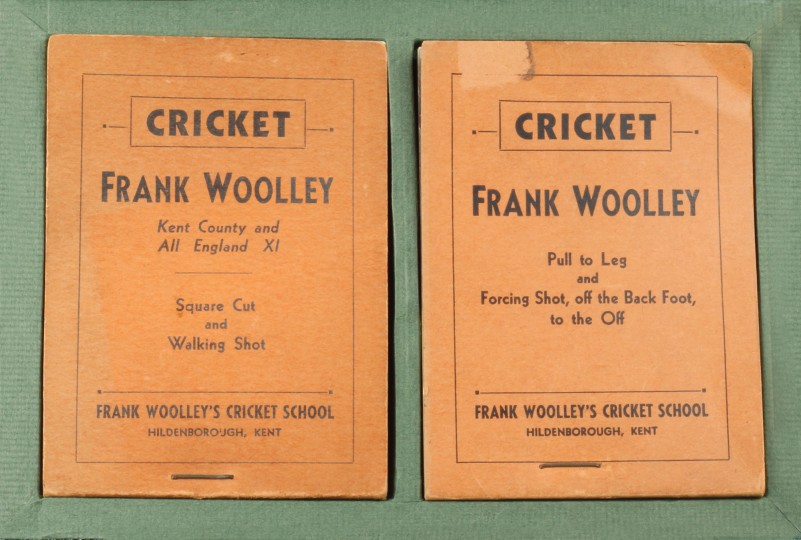 CRICKET
FRANK WOOLLEY
Kent County and
All England XI
Square Cut
and
Walking Shot
FRANK WOOLLEY'S CRICKET SCHOOL
HILDENBOROUGH, KENT
CRICKET
FRANK WOOLLEY
Pull to Leg
and
Forcing Shot, off the Back Foot,
to the Off
FRANK WOOLLEY'S CRICKET SCHOOL
HILDENBOROUGH, KENT